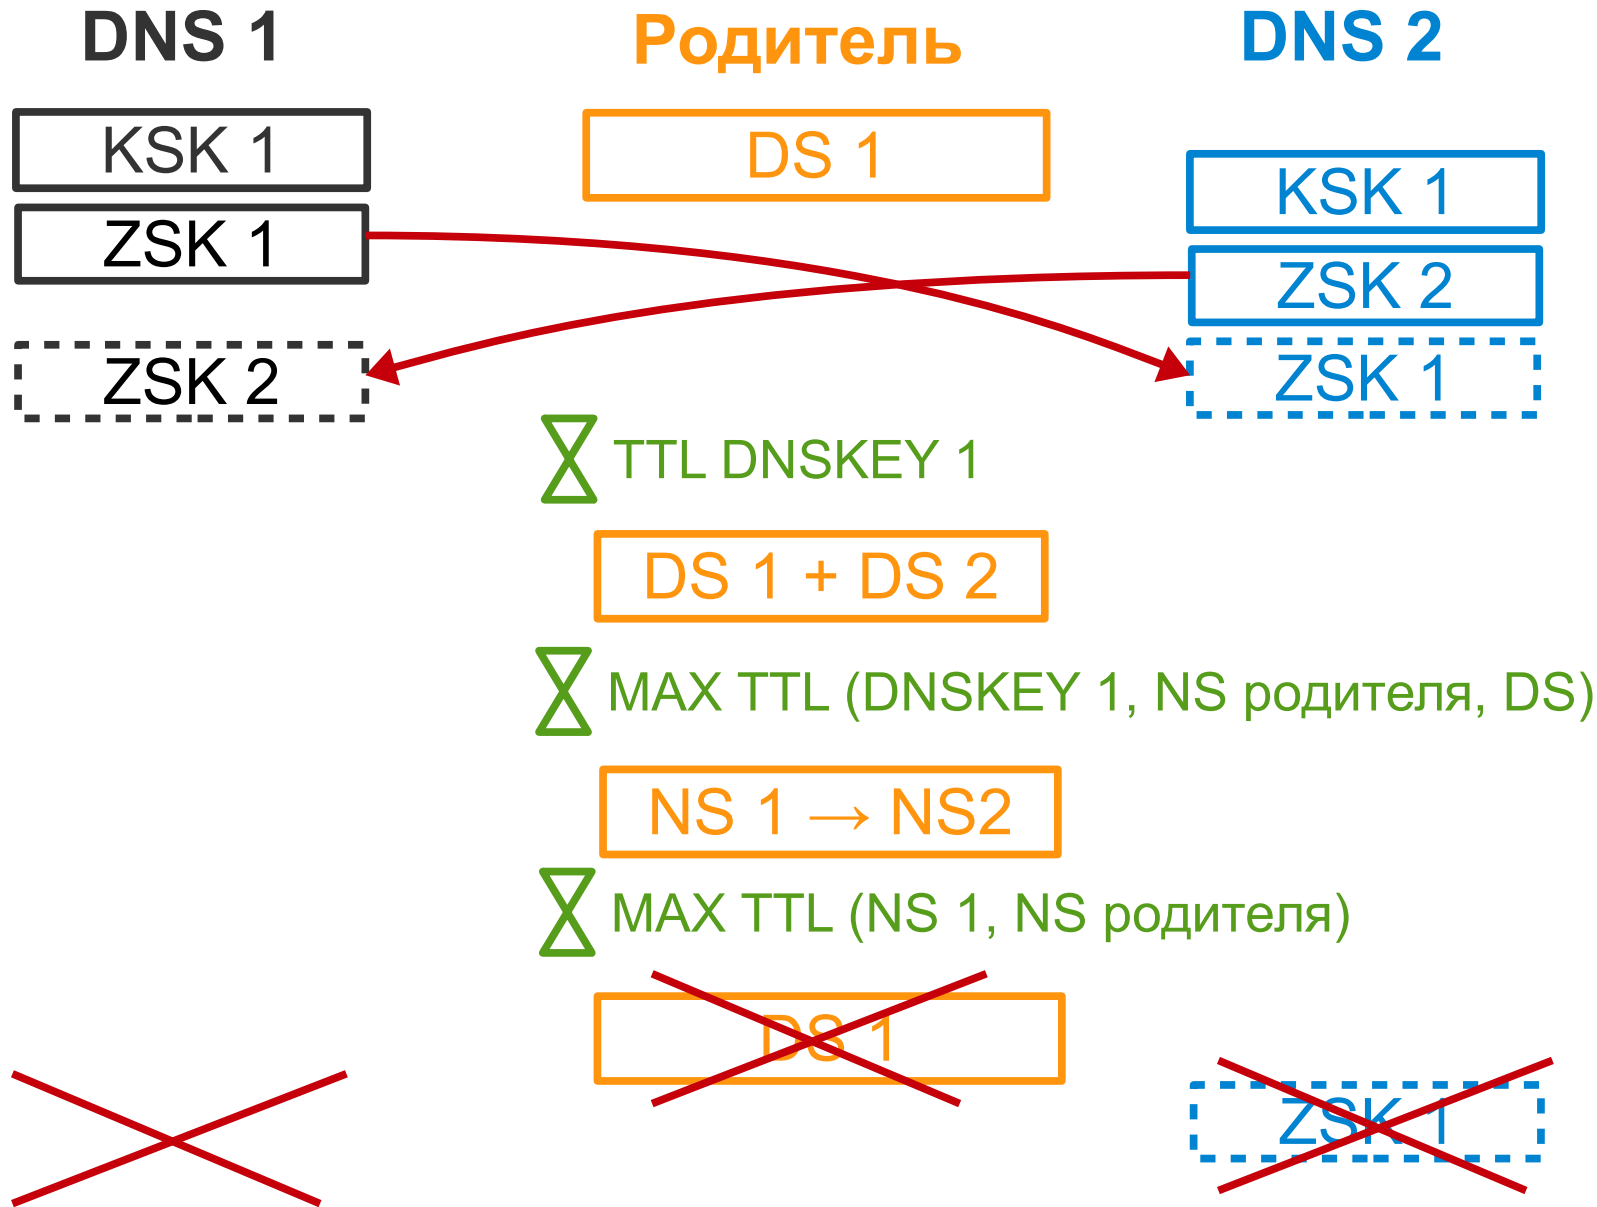 DNS 1
Родитель
DNS 2
KSK 1
DS 1
KSK 1
ZSK 1
ZSK 2
ZSK 2
ZSK 1
TTL DNSKEY 1
DS 1 + DS 2
MAX TTL (DNSKEY 1, NS родителя, DS)
NS 1 → NS2
MAX TTL (NS 1, NS родителя)
DS 1
ZSK 1